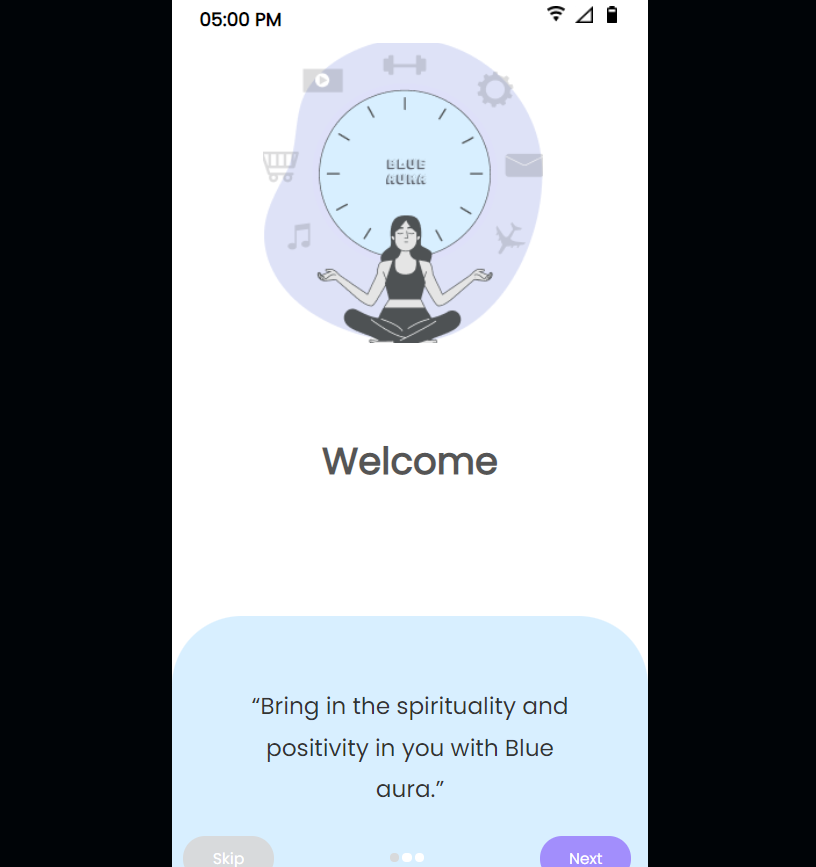 05:00 PM
BLUE
AURA
Welcome
“Bring in the spirituality and
positivity in you with Blue
aura.”
Skip
Next